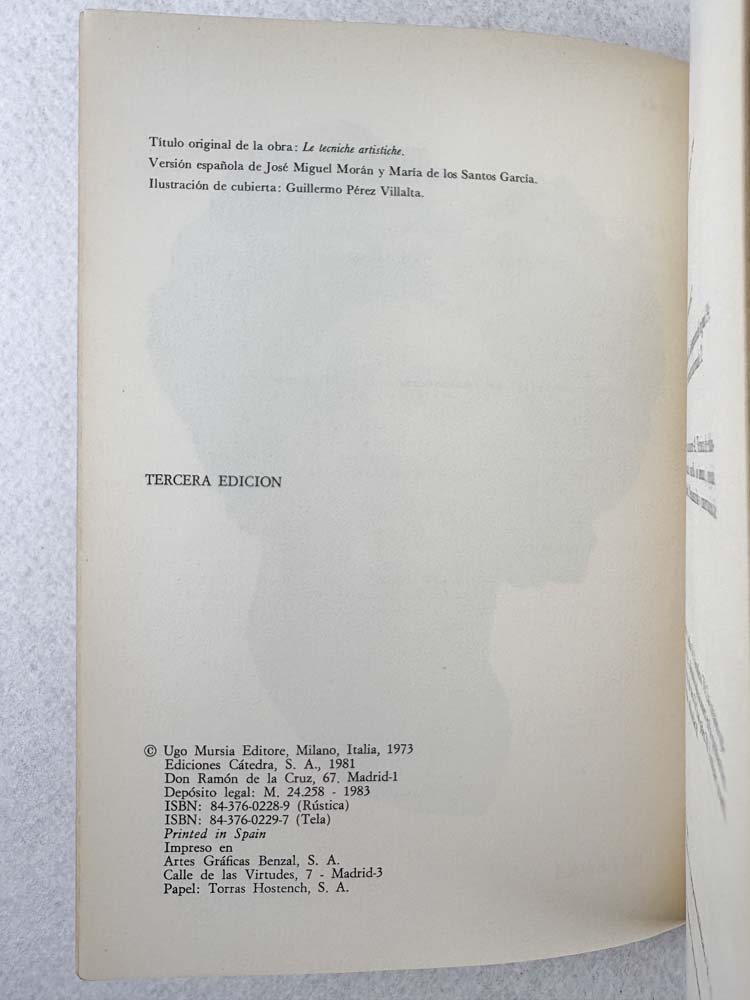 Título original de la obra: Le tecniche artistiche.
Versión española de José Miguel Morán y María de los Santos García.
Ilustración de cubierta: Guillermo Pérez Villalta.
TERCERA EDICION
© Ugo Mursia Editore, Milano, Italia, 1973
Ediciones Cátedra, S. A., 1981
Don Ramón de la Cruz, 67. Madrid-1
Depósito legal: M. 24.258 - 1983
ISBN: 84-376-0228-9 (Rústica)
ISBN: 84-376-0229-7 (Tela)
Printed in Spain
Impreso en
Artes Gráficas Benzal, S. A.
Calle de las Virtudes, 7 - Madrid-3
Papel: Torras Hostench, S. A.